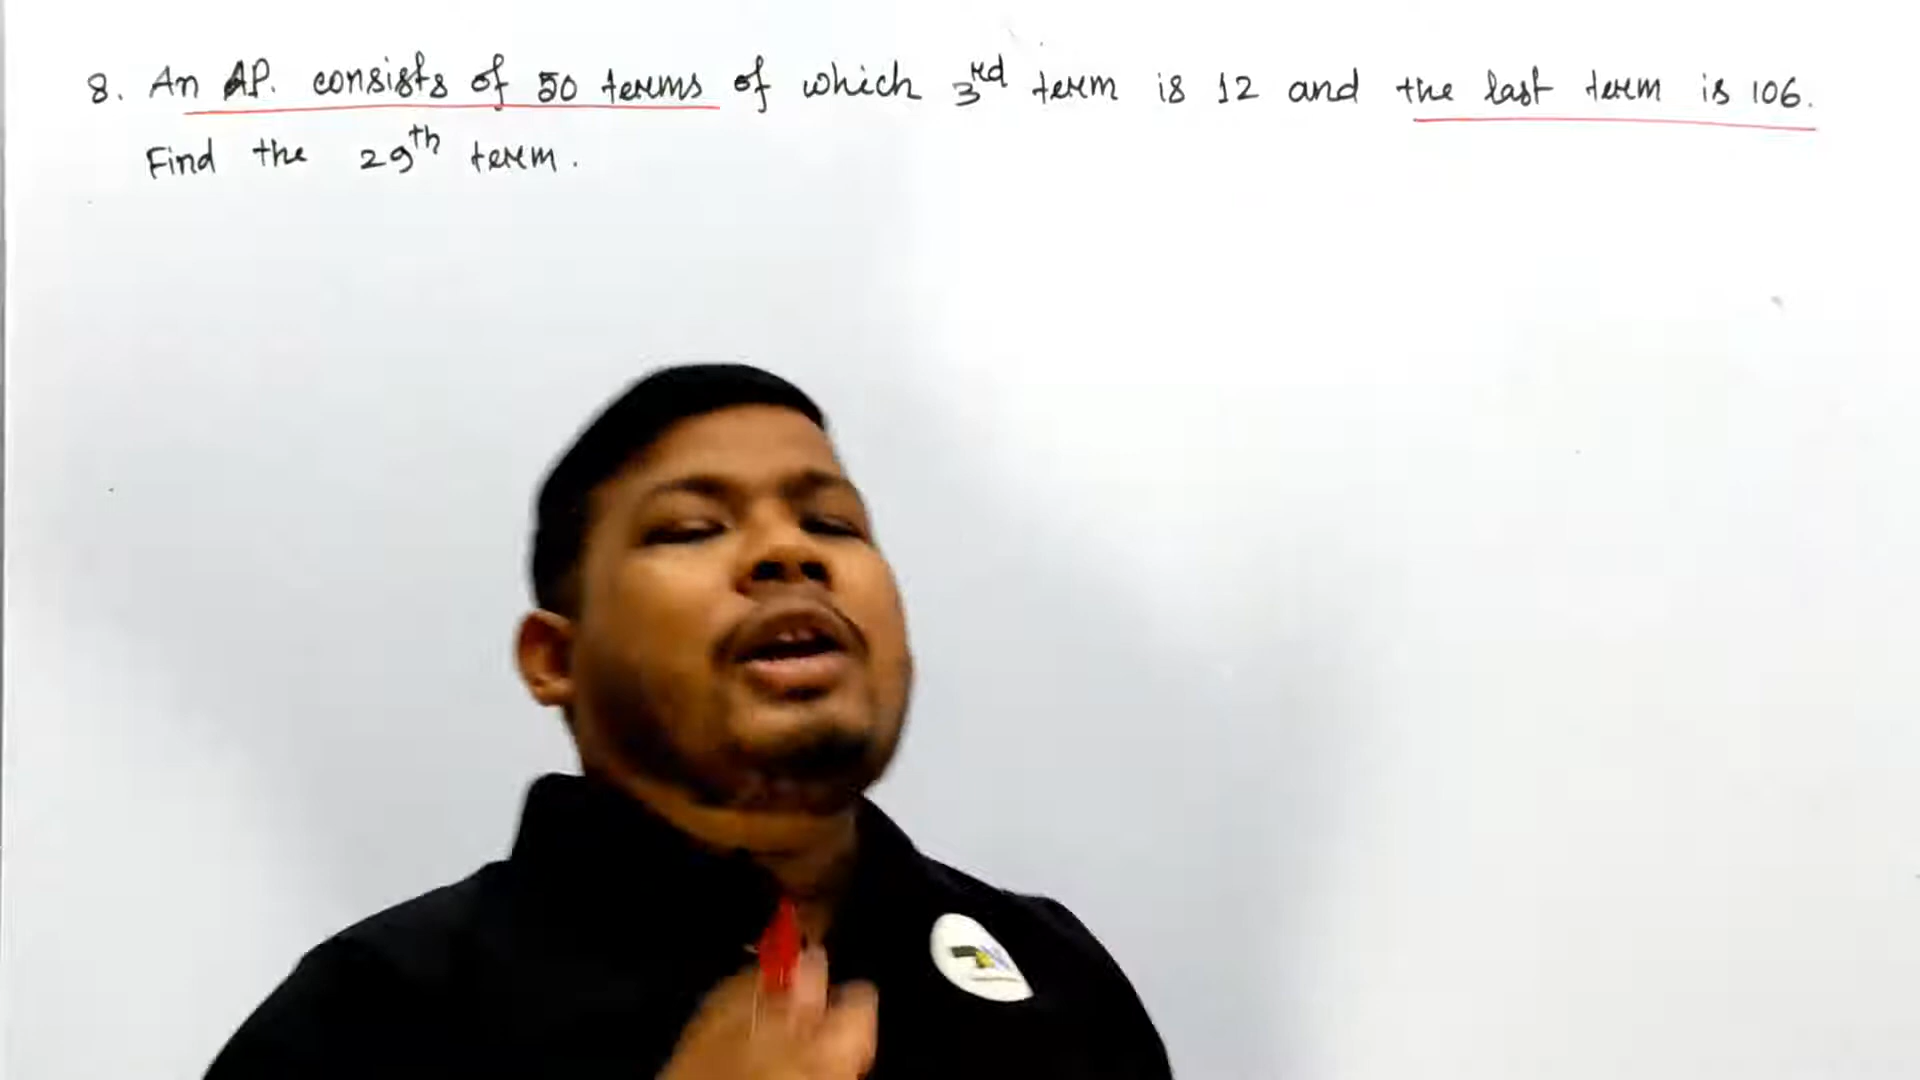 8. An AP. consists of 50 terms of which 3rd term is 12 and the last term is 106.
Find the 29th term.